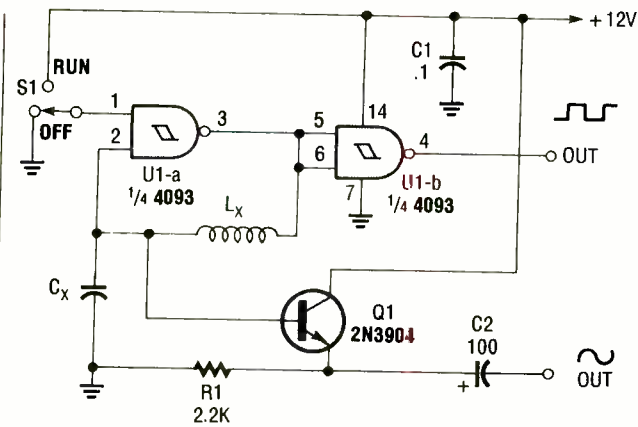 + 12V
RUN
S1
OFF
1
2
3
U1-a
1/4 4093
C1
.1
14
5
6
4
7
U1-b
1/4 4093
OUT
LX
CX
Q1
2N3904
C2
100
+
OUT
R1
2.2K